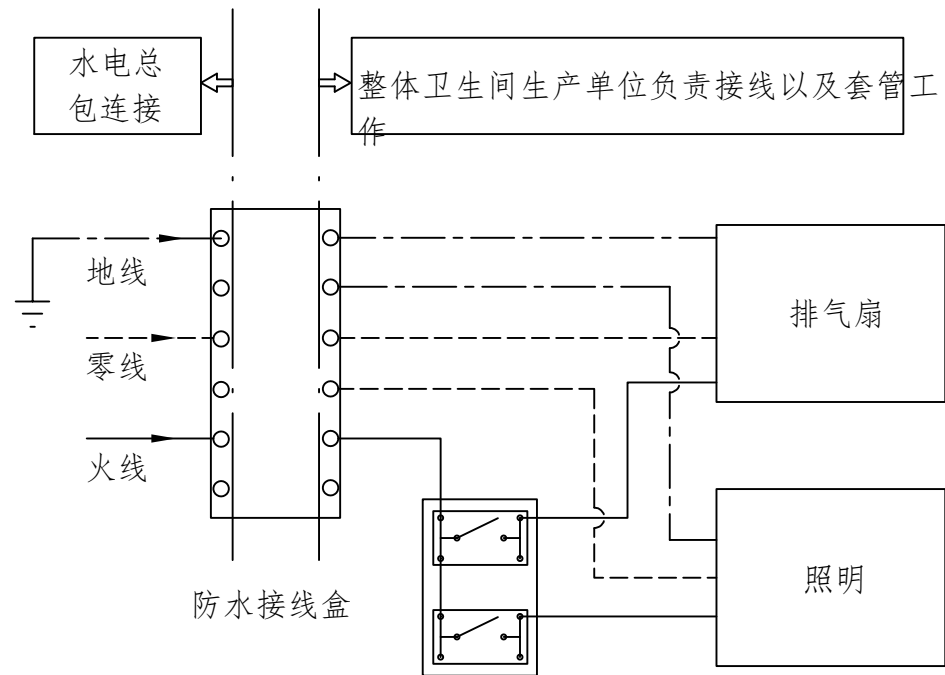 水电总
包连接
整体卫生间生产单位负责接线以及套管工
作
地线
排气扇
零线
火线
照明
防水接线盒